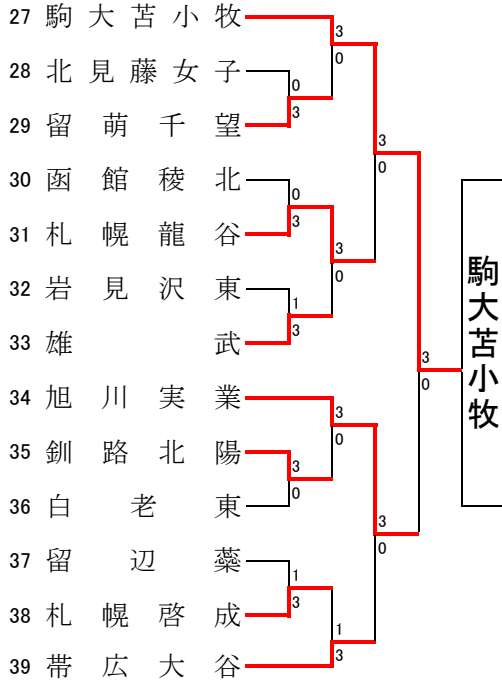 27 駒大苫小牧
28 北見藤女子
29 留萌千望
30 函館稜北
31 札幌龍谷
32 岩見沢東
33 雄武
34 旭川実業
35 釧路北陽
36 白老東
37 留辺蘂
38 札幌啓成
39 帯広大谷
3
0
0
3
3
0
0
3
3
0
1
3
3
0
3
0
3
0
3
0
1
3
1
3
駒大苫小牧